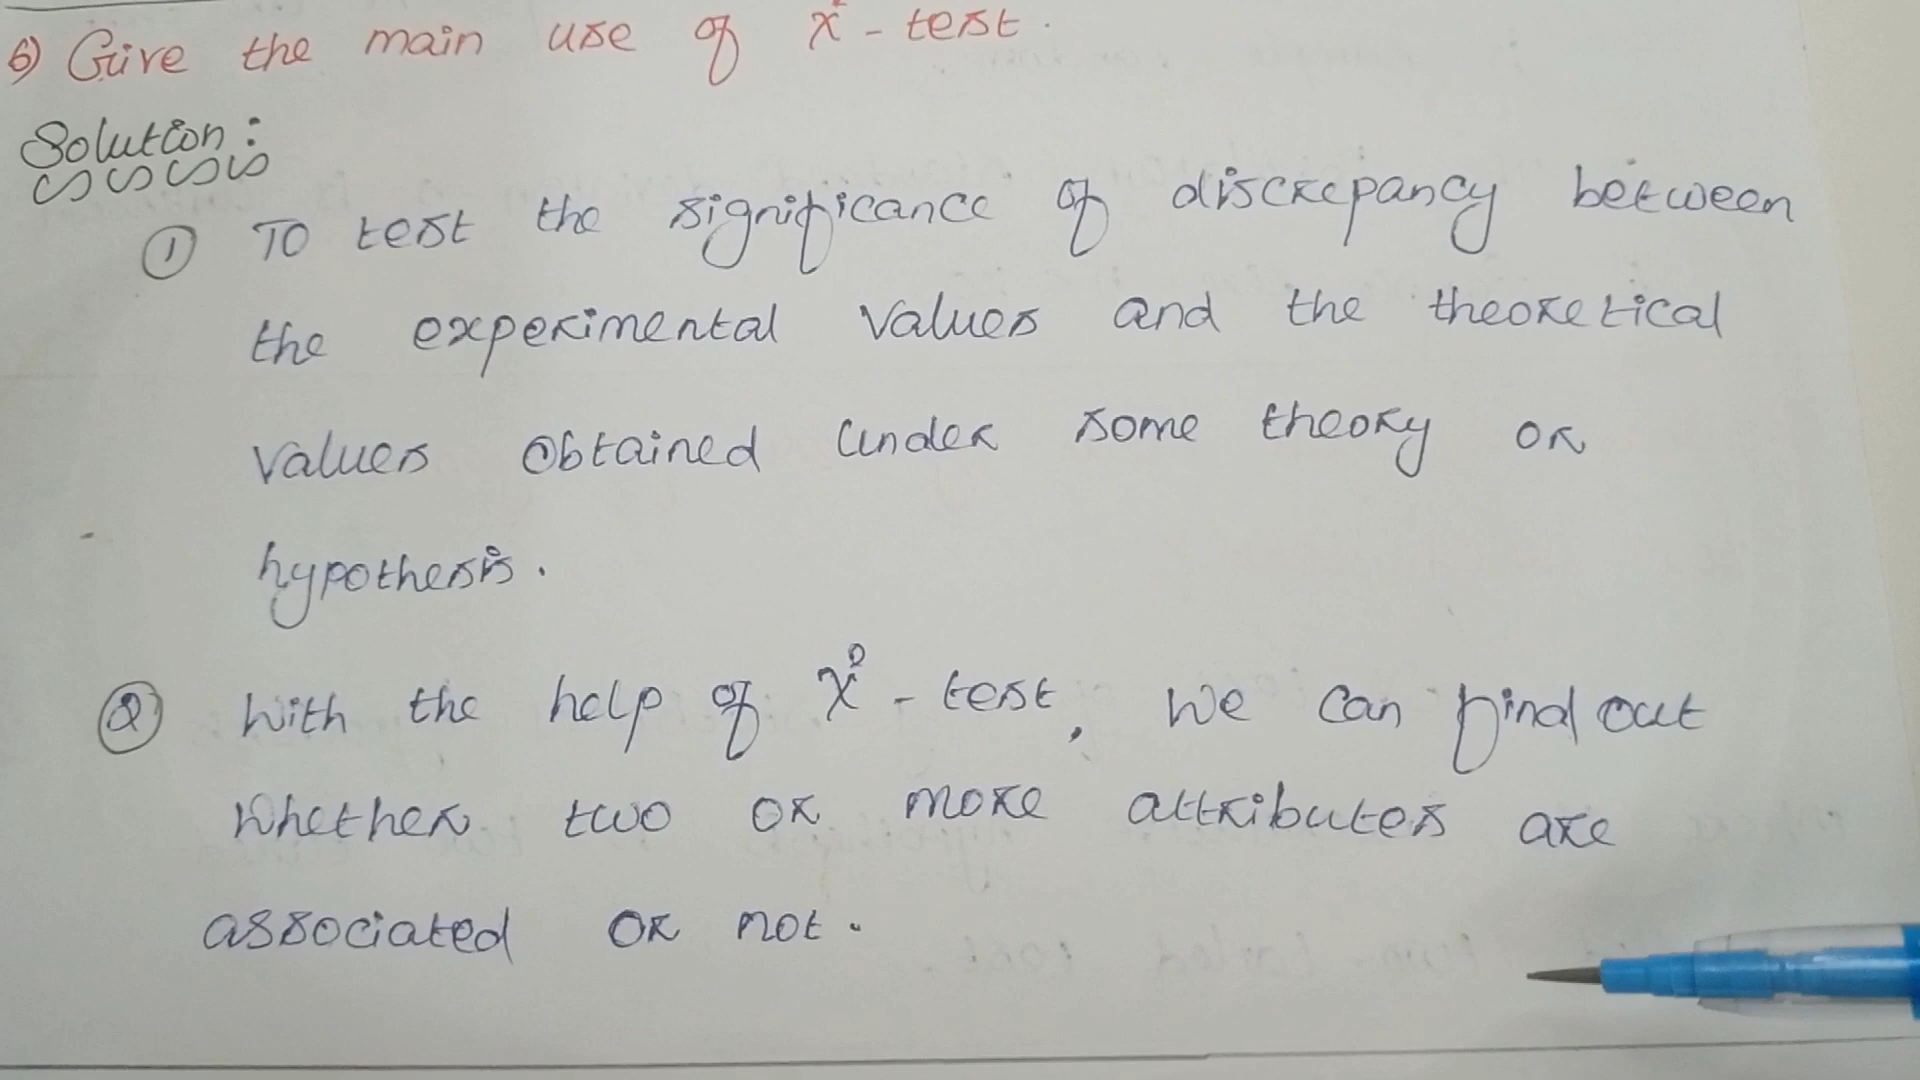 6) Give the main use of χ² - test.
Solution:
① To test the significance of discrepancy between
the experimental values and the theoretical
values obtained under some theory or
hypothesis.
② With the help of χ² - test, we can find out
whether two or more attributes are
associated or not.